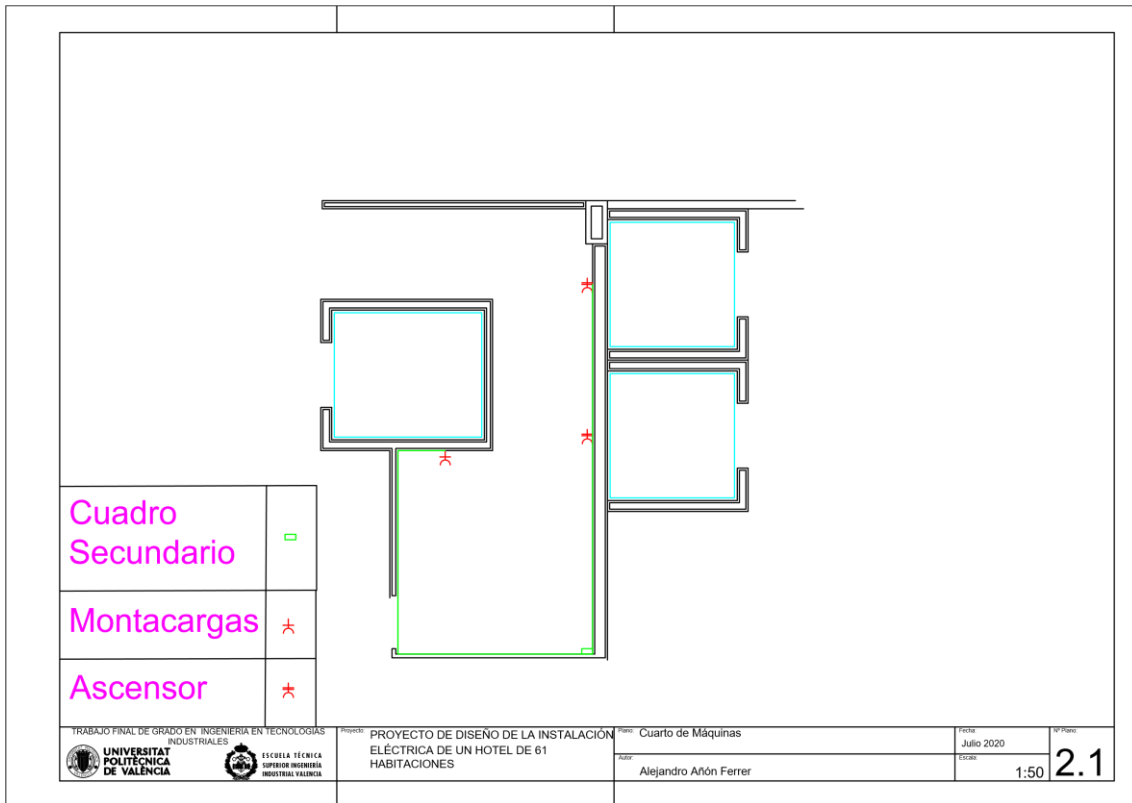 Cuadro
Secundario
Montacargas
Ascensor
TRABAJO FINAL DE GRADO EN INGENIERÍA EN TECNOLOGÍAS
INDUSTRIALES
UNIVERSITAT
POLITÈCNICA
DE VALÈNCIA
ESCUELA TÉCNICA
SUPERIOR INGENIERÍA
INDUSTRIAL VALENCIA
Proyecto:
PROYECTO DE DISEÑO DE LA INSTALACIÓN
ELÉCTRICA DE UN HOTEL DE 61
HABITACIONES
Plano:
Cuarto de Máquinas
Autor:
Alejandro Añón Ferrer
Fecha:
Julio 2020
Escala:
1:50
Nº Plano
2.1